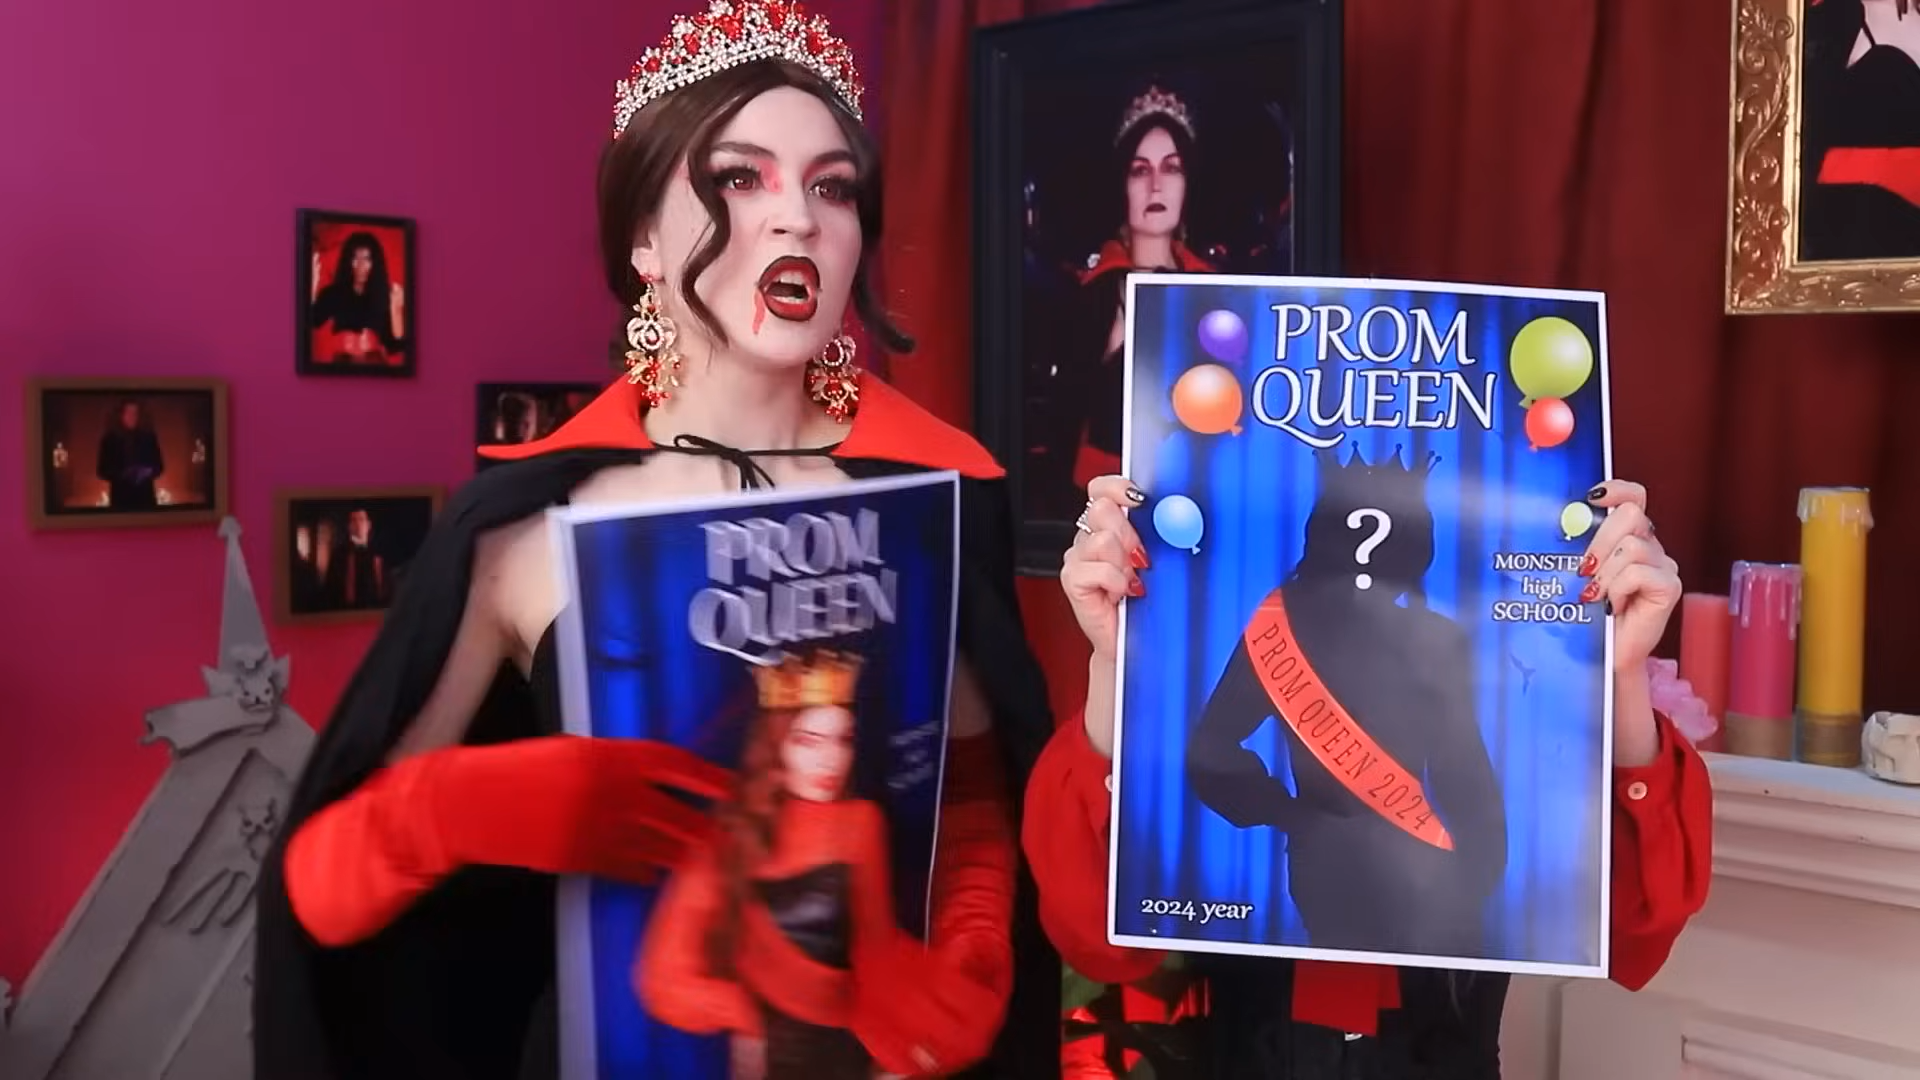 PROM
QUEEN
PROM
QUEEN
?
MONSTER
high
SCHOOL
PROM QUEEN 2024
2024 year